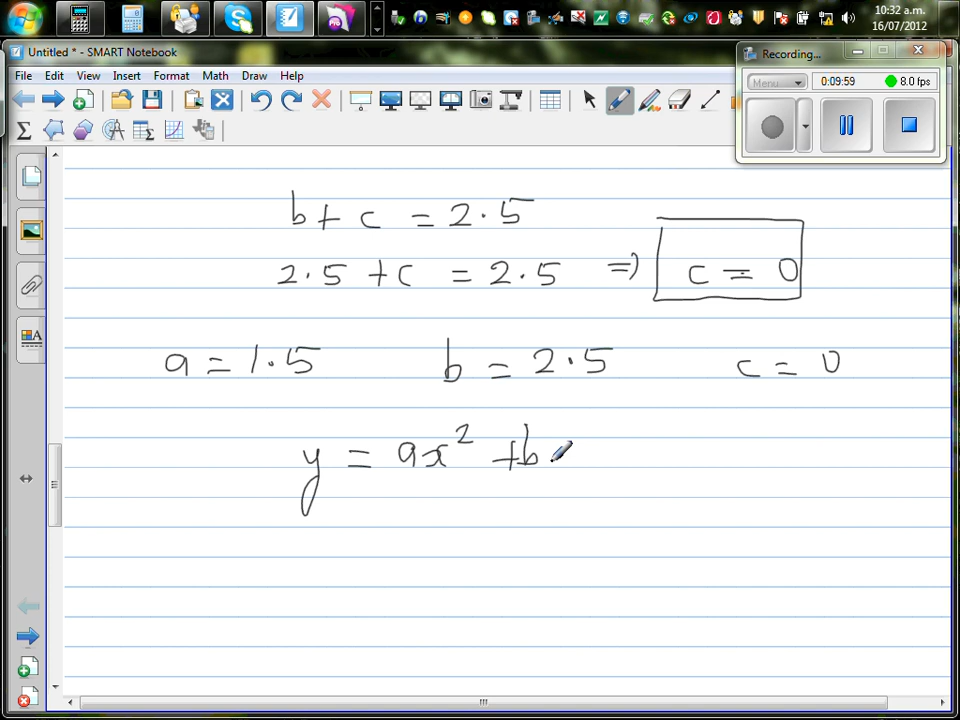 10:32 a.m.
16/07/2012
Untitled * - SMART Notebook
Recording...
File Edit View Insert Format Math Draw Help
Menu 0:09:59 8.0 fps
b + c = 2.5
2.5 + c = 2.5 ⇒ c = 0
a = 1.5 b = 2.5 c = 0
y = ax² + b